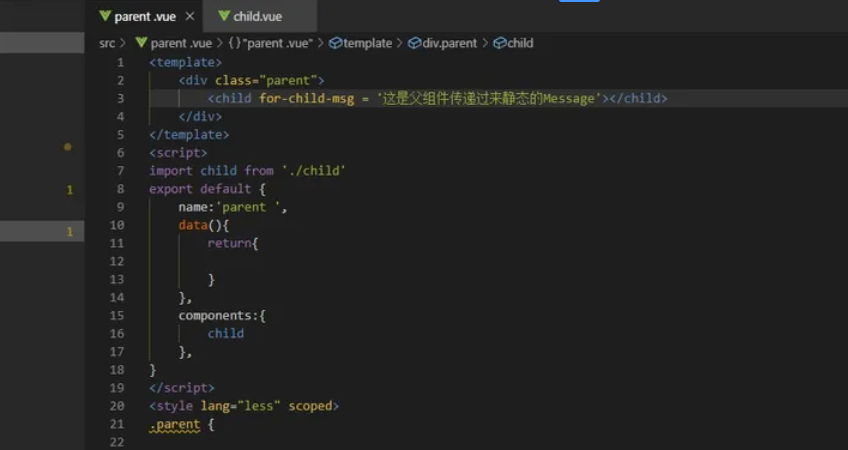 parent .vue × child.vue
src > parent .vue > {} "parent .vue" > template > div.parent > child
1 <template>
2 <div class="parent">
3 <child for-child-msg = '这是父组件传递过来静态的Message'></child>
4 </div>
5 </template>
6 <script>
1 7 import child from './child'
8 export default {
9 name:'parent ',
1 10 data(){
11 return{
12
13 }
14 },
15 components:{
16 child
17 },
18 }
19 </script>
20 <style lang="less" scoped>
21 .parent {
22